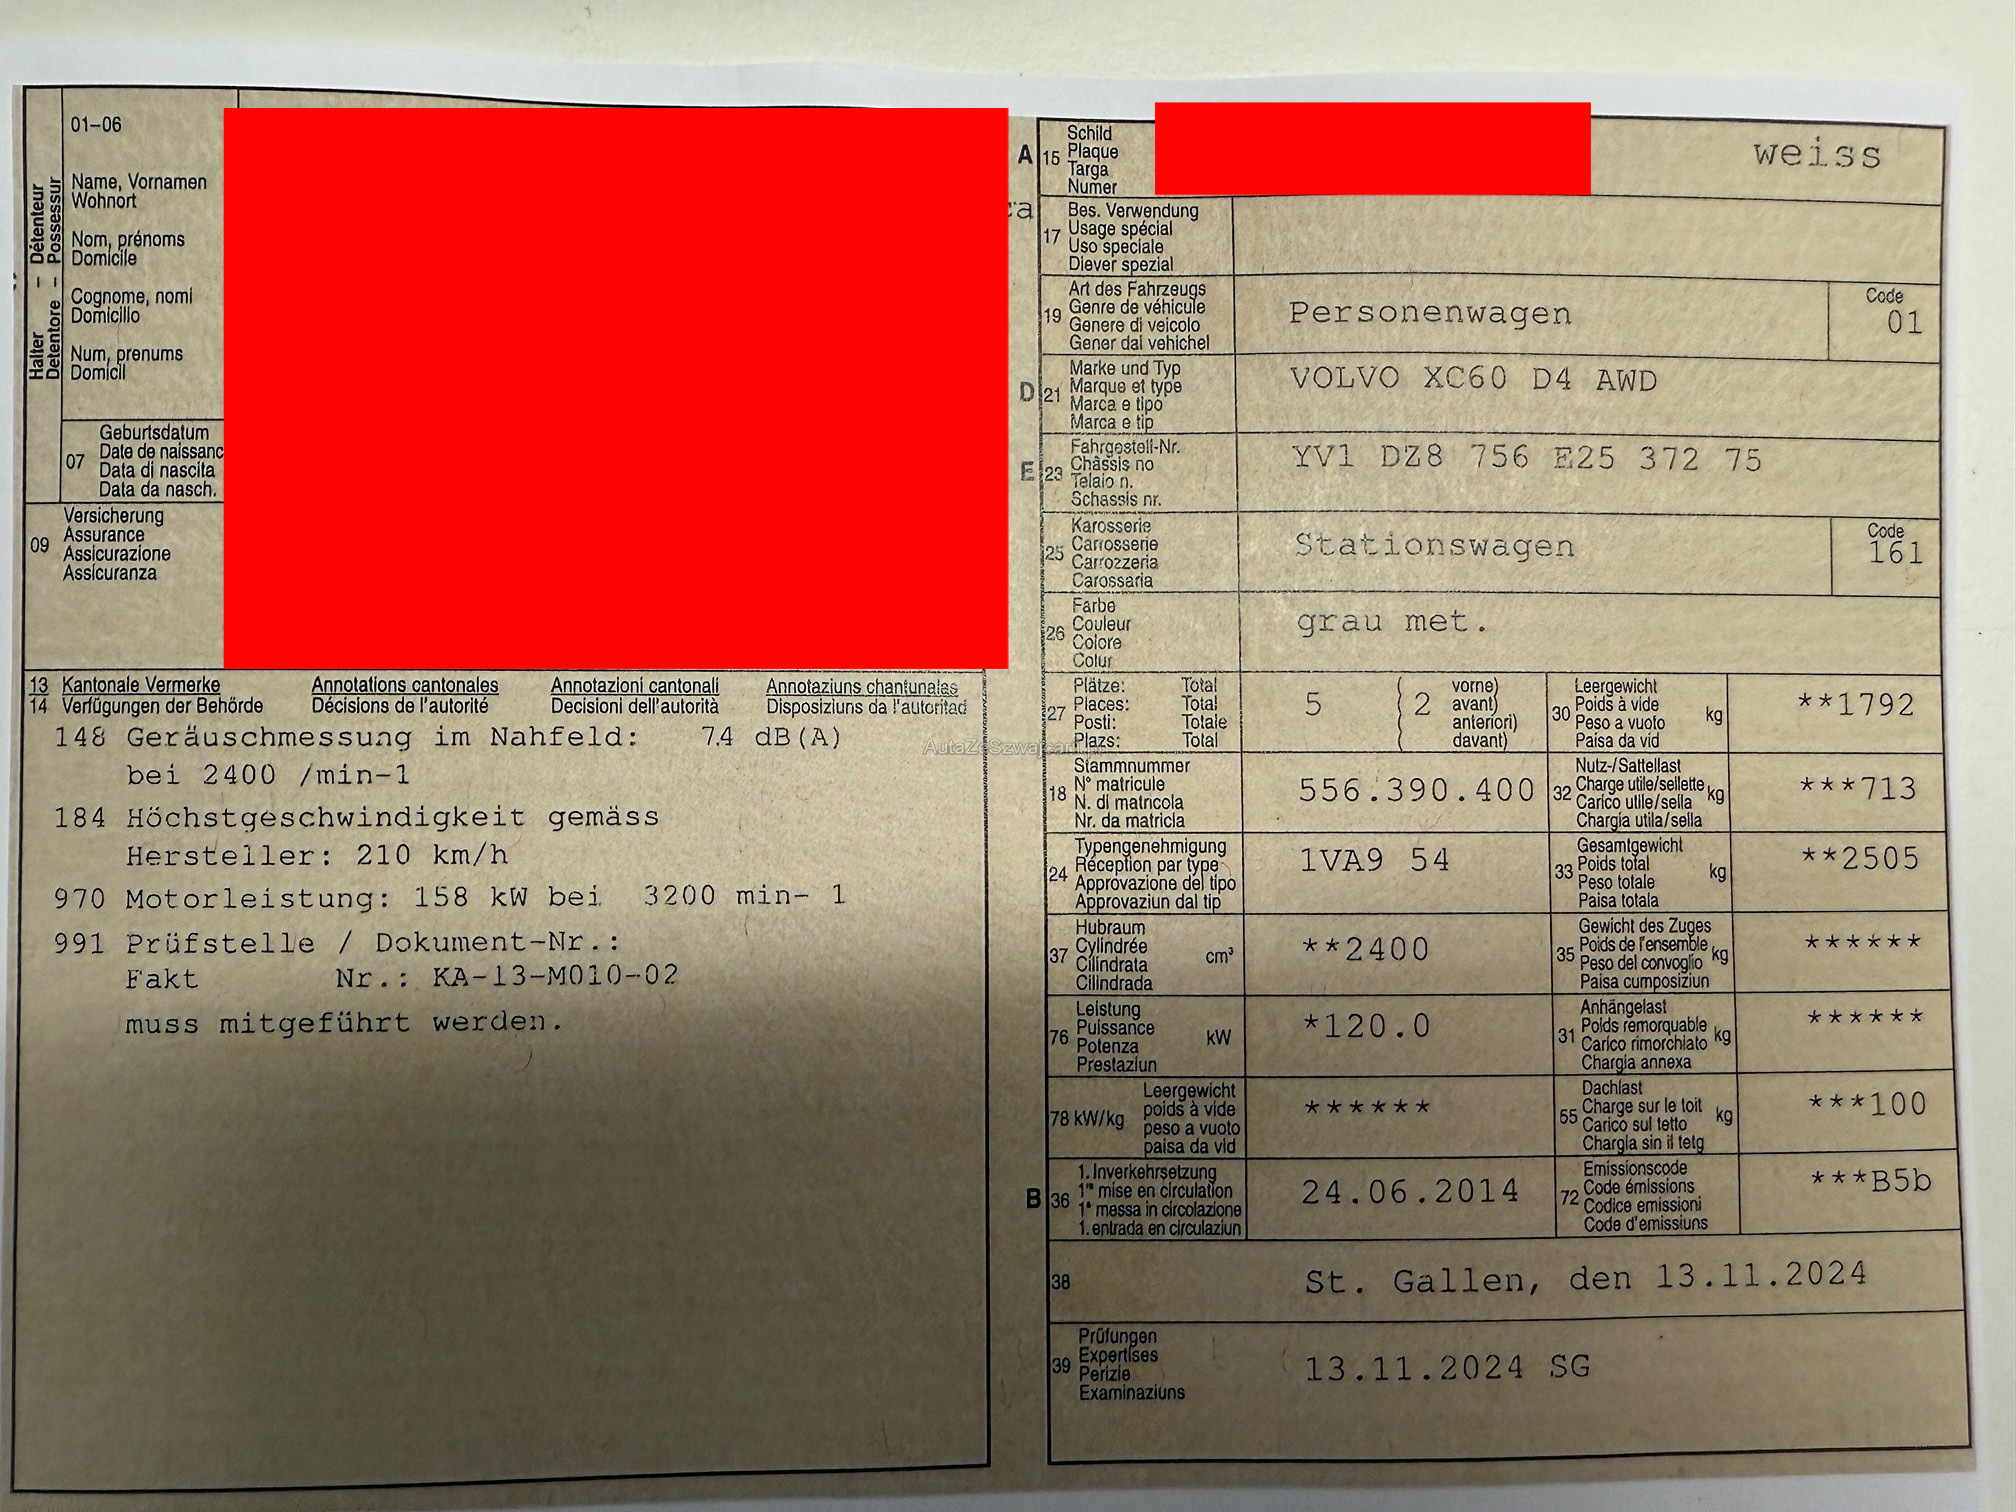 01-06
Halter - Détenteur
Detentore - Possessur
Name, Vornamen
Wohnort
Nom, prénoms
Domicile
Cognome, nomi
Domicilio
Num, prenums
Domicil
07
Geburtsdatum
Date de naissanc
Data di nascita
Data da nasch.
09
Versicherung
Assurance
Assicurazione
Assicuranza
13 Kantonale Vermerke Annotations cantonales Annotazioni cantonali Annotaziuns chantunales
14 Verfügungen der Behörde Décisions de l'autorité Decisioni dell'autorità Disposiziuns da l'autoritad
148 Geräuschmessung im Nahfeld: 74 dB(A)
bei 2400 /min-1
184 Höchstgeschwindigkeit gemäss
Hersteller: 210 km/h
970 Motorleistung: 158 kW bei 3200 min- 1
991 Prüfstelle / Dokument-Nr.:
Fakt Nr.: KA-13-M010-02
muss mitgeführt werden.
ra
A 15
Schild
Plaque
Targa
Numer
weiss
17
Bes. Verwendung
Usage spécial
Uso speciale
Diever spezial
19
Art des Fahrzeugs
Genre de véhicule
Genere di veicolo
Gener dal vehichel
Personenwagen
Code
01
D 21
Marke und Typ
Marque et type
Marca e tipo
Marca e tip
VOLVO XC60 D4 AWD
E 23
Fahrgestell-Nr.
Châssis no
Telaio n.
Schassis nr.
YV1 DZ8 756 E25 372 75
25
Karosserie
Carrosserie
Carrozzeria
Carossaria
Stationswagen
Code
161
26
Farbe
Couleur
Colore
Colur
grau met.
27
Plätze: Total
Places: Total
Posti: Totale
Plazs: Total
5 ( 2
vorne)
avant)
anteriori)
davant)
30
Leergewicht
Poids à vide
Peso a vuoto
Paisa da vid
kg
**1792
18
Stammnummer
N° matricule
N. di matricola
Nr. da matricla
556.390.400
32
Nutz-/Sattellast
Charge utile/sellette
Carico utile/sella
Chargia utila/sella
kg
***713
24
Typengenehmigung
Réception par type
Approvazione del tipo
Approvaziun dal tip
1VA9 54
33
Gesamtgewicht
Poids total
Peso totale
Paisa totala
kg
**2505
37
Hubraum
Cylindrée
Cilindrata
Cilindrada
cm³
**2400
35
Gewicht des Zuges
Poids de l'ensemble
Peso del convoglio
Paisa cumposiziun
kg
******
76
Leistung
Puissance
Potenza
Prestaziun
kW
*120.0
31
Anhängelast
Poids remorquable
Carico rimorchiato
Chargia annexa
kg
******
78 kW/kg
Leergewicht
poids à vide
peso a vuoto
paisa da vid
******
55
Dachlast
Charge sur le toit
Carico sul tetto
Chargia sin il tetg
kg
***100
B 36
1. Inverkehrsetzung
1re mise en circulation
1a messa in circolazione
1. entrada en circulaziun
24.06.2014
72
Emissionscode
Code émissions
Codice emissioni
Code d'emissiuns
***B5b
38
St. Gallen, den 13.11.2024
39
Prüfungen
Expertises
Perizie
Examinaziuns
13.11.2024 SG